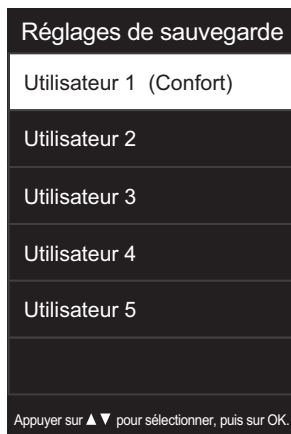 Réglages de sauvegarde
Utilisateur 1 (Confort)
Utilisateur 2
Utilisateur 3
Utilisateur 4
Utilisateur 5
Appuyer sur ▲▼ pour sélectionner, puis sur OK.